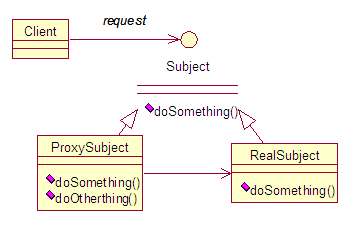 Client
request
Subject
doSomething()
ProxySubject
doSomething()
doOtherthing()
RealSubject
doSomething()